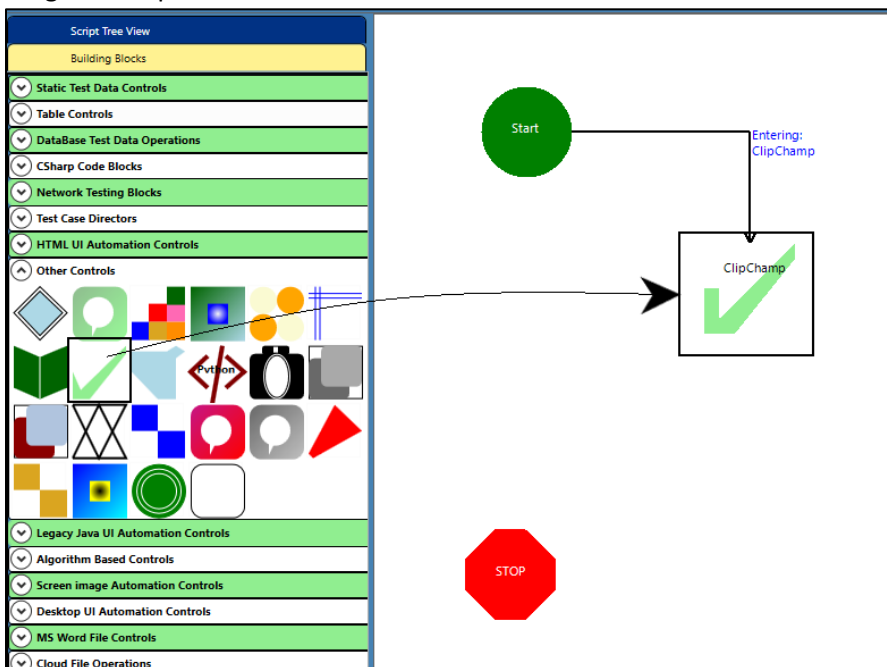 Script Tree View
Building Blocks
Static Test Data Controls
Table Controls
DataBase Test Data Operations
CSharp Code Blocks
Network Testing Blocks
Test Case Directors
HTML UI Automation Controls
Other Controls
Python
Legacy Java UI Automation Controls
Algorithm Based Controls
Screen image Automation Controls
Desktop UI Automation Controls
MS Word File Controls
Cloud File Operations
Start
Entering:
ClipChamp
ClipChamp
STOP